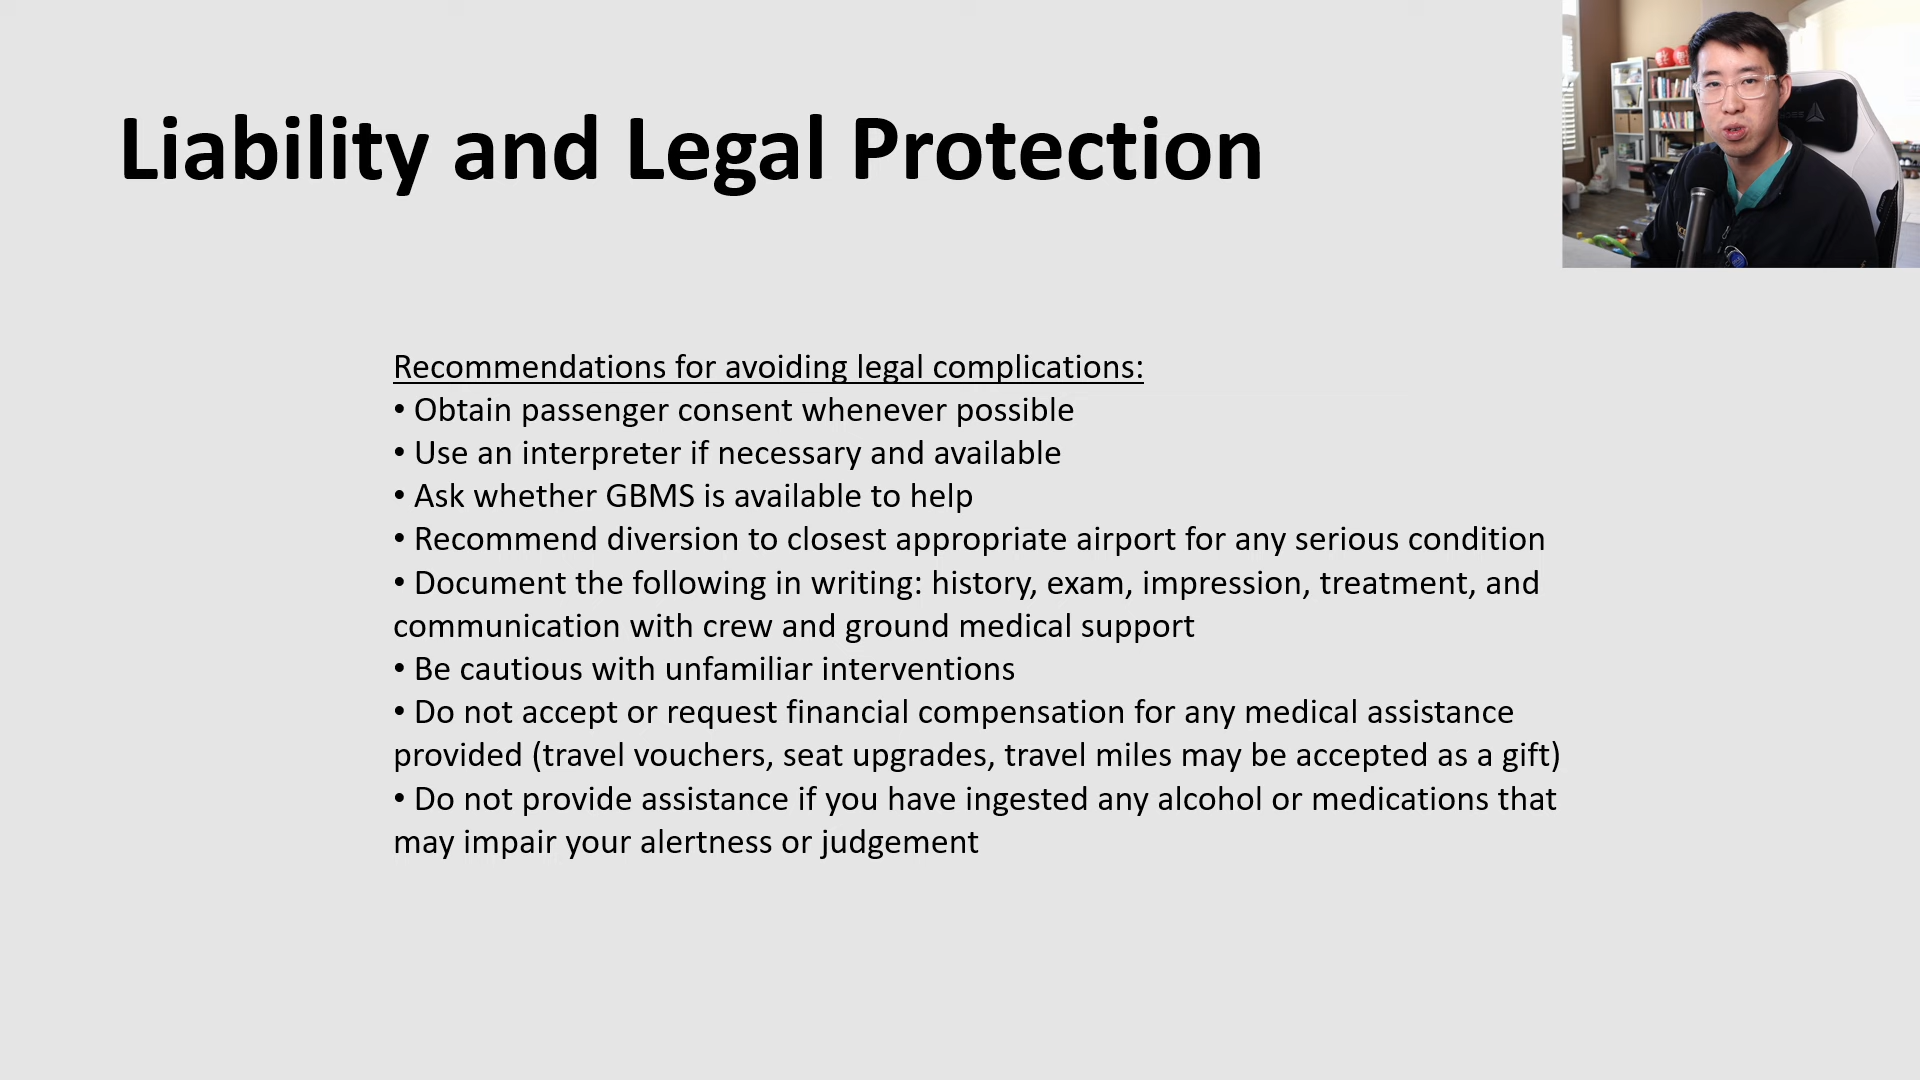 Liability and Legal Protection
Recommendations for avoiding legal complications:
• Obtain passenger consent whenever possible
• Use an interpreter if necessary and available
• Ask whether GBMS is available to help
• Recommend diversion to closest appropriate airport for any serious condition
• Document the following in writing: history, exam, impression, treatment, and
communication with crew and ground medical support
• Be cautious with unfamiliar interventions
• Do not accept or request financial compensation for any medical assistance
provided (travel vouchers, seat upgrades, travel miles may be accepted as a gift)
• Do not provide assistance if you have ingested any alcohol or medications that
may impair your alertness or judgement